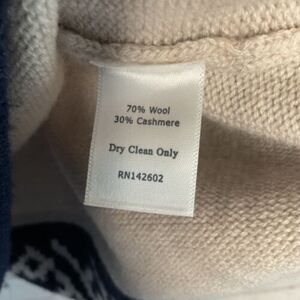 70% Wool
30% Cashmere
Dry Clean Only
RN142602